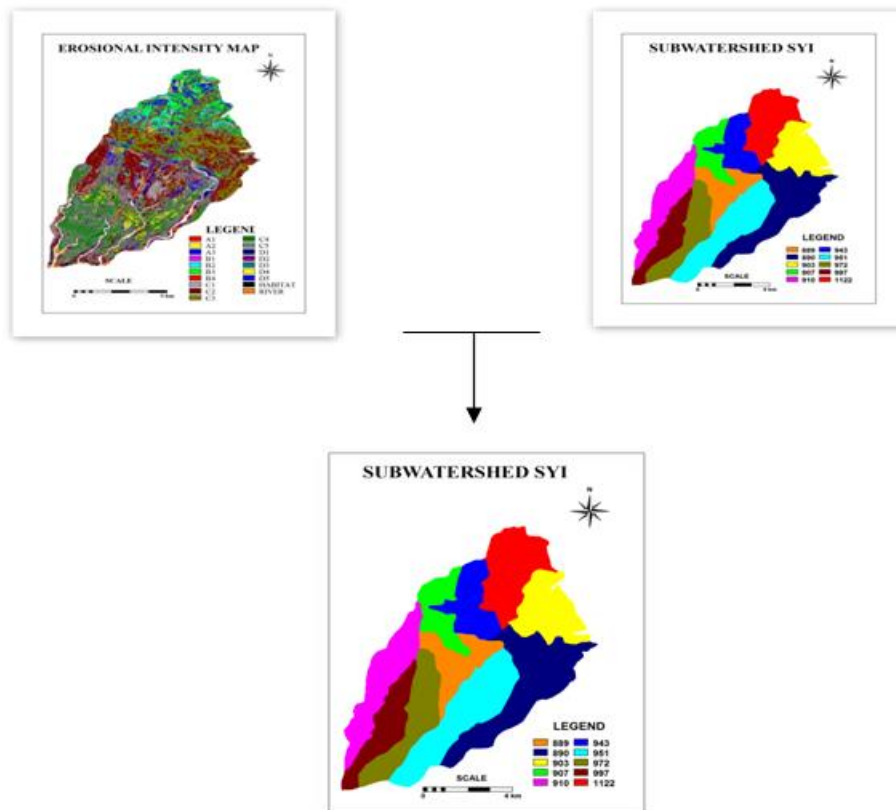 EROSIONAL INTENSITY MAP
N
LEGENI
A1 C4
A2 C5
A3 D1
B1 D2
B2 D3
B3 D4
B4 D5
C1 HABITAT
C2 RIVER
C3
SCALE
0
SUBWATERSHED SYI
N
LEGEND
889 943
890 951
903 972
907 997
910 1122
SCALE
0
SUBWATERSHED SYI
N
LEGEND
889 943
890 951
903 972
907 997
910 1122
SCALE
0 4 km